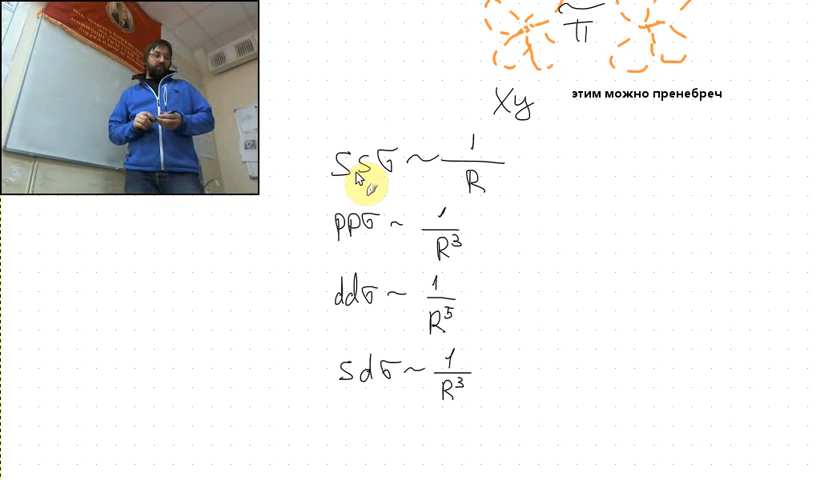 π
xy
этим можно пренебреч
ssσ ~ 1/R
ppσ ~ 1/R³
ddσ ~ 1/R⁵
sdσ ~ 1/R³